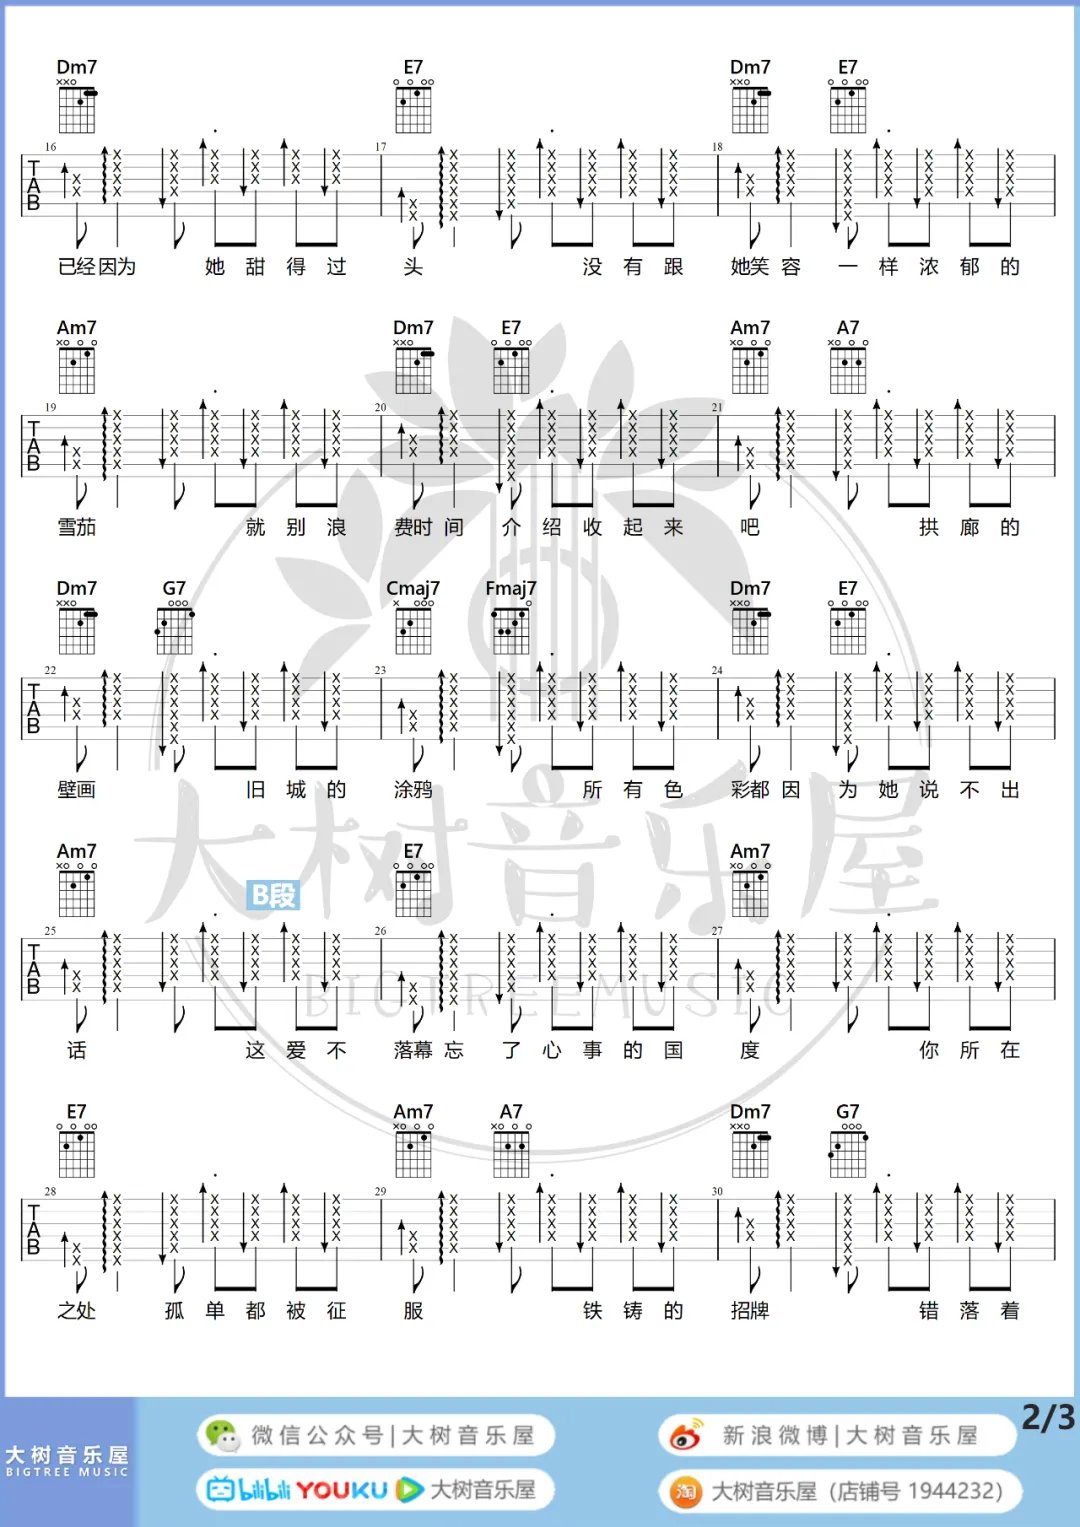 Dm7 E7 Dm7 E7
16 17 18
已经因为 她 甜 得 过 头 没 有 跟 她笑 容 一 样 浓 郁 的
Am7 Dm7 E7 Am7 A7
19 20 21
雪茄 就 别 浪 费时 间 介 绍 收 起 来 吧 拱 廊 的
Dm7 G7 Cmaj7 Fmaj7 Dm7 E7
22 23 24
壁画 旧 城 的 涂鸦 所 有 色 彩都 因 为 她 说 不 出
Am7 B段 E7 Am7
25 26 27
话 这 爱 不 落幕 忘 了 心 事 的 国 度 你 所 在
E7 Am7 A7 Dm7 G7
28 29 30
之处 孤 单 都 被 征 服 铁 铸 的 招牌 错 落 着
大树音乐屋
BIGTREEMUSIC
2/3
大树音乐屋
BIGTREE MUSIC
微信公众号|大树音乐屋
新浪微博|大树音乐屋
bilibili YOUKU 大树音乐屋
淘 大树音乐屋 (店铺号 1944232)